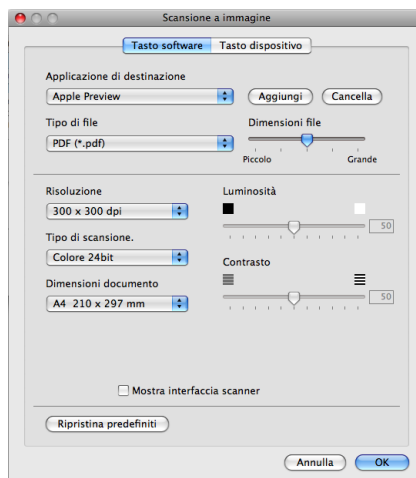 Scansione a immagine
Tasto software Tasto dispositivo
Applicazione di destinazione
Apple Preview Aggiungi Cancella
Tipo di file Dimensioni file
PDF (*.pdf)
Piccolo Grande
Risoluzione Luminosità
300 x 300 dpi
50
Tipo di scansione.
Colore 24bit Contrasto
Dimensioni documento
A4 210 x 297 mm 50
Mostra interfaccia scanner
Ripristina predefiniti
Annulla OK